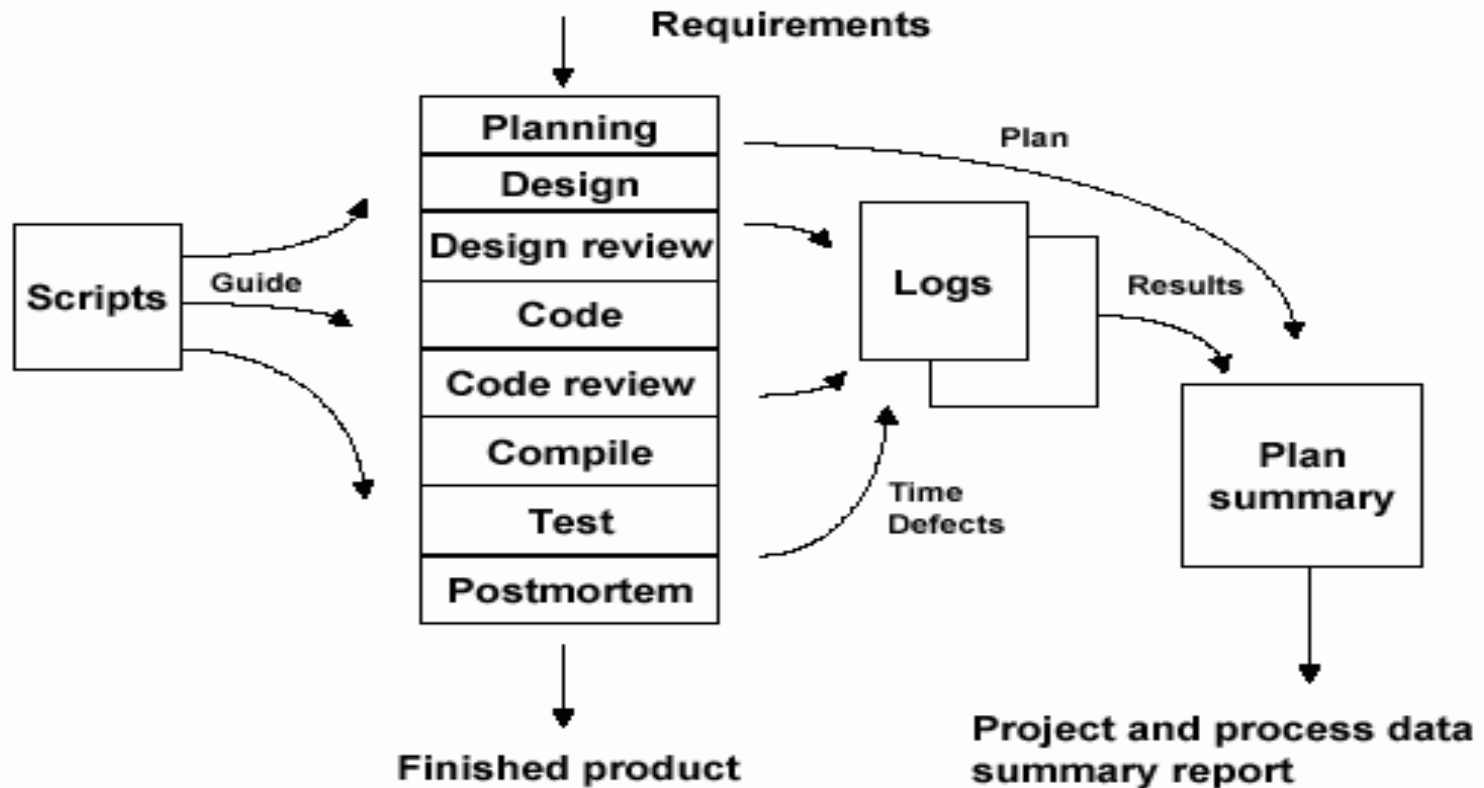 Requirements
Planning
Design
Design review
Code
Code review
Compile
Test
Postmortem
Finished product
Scripts
Guide
Plan
Logs
Results
Time
Defects
Plan
summary
Project and process data
summary report